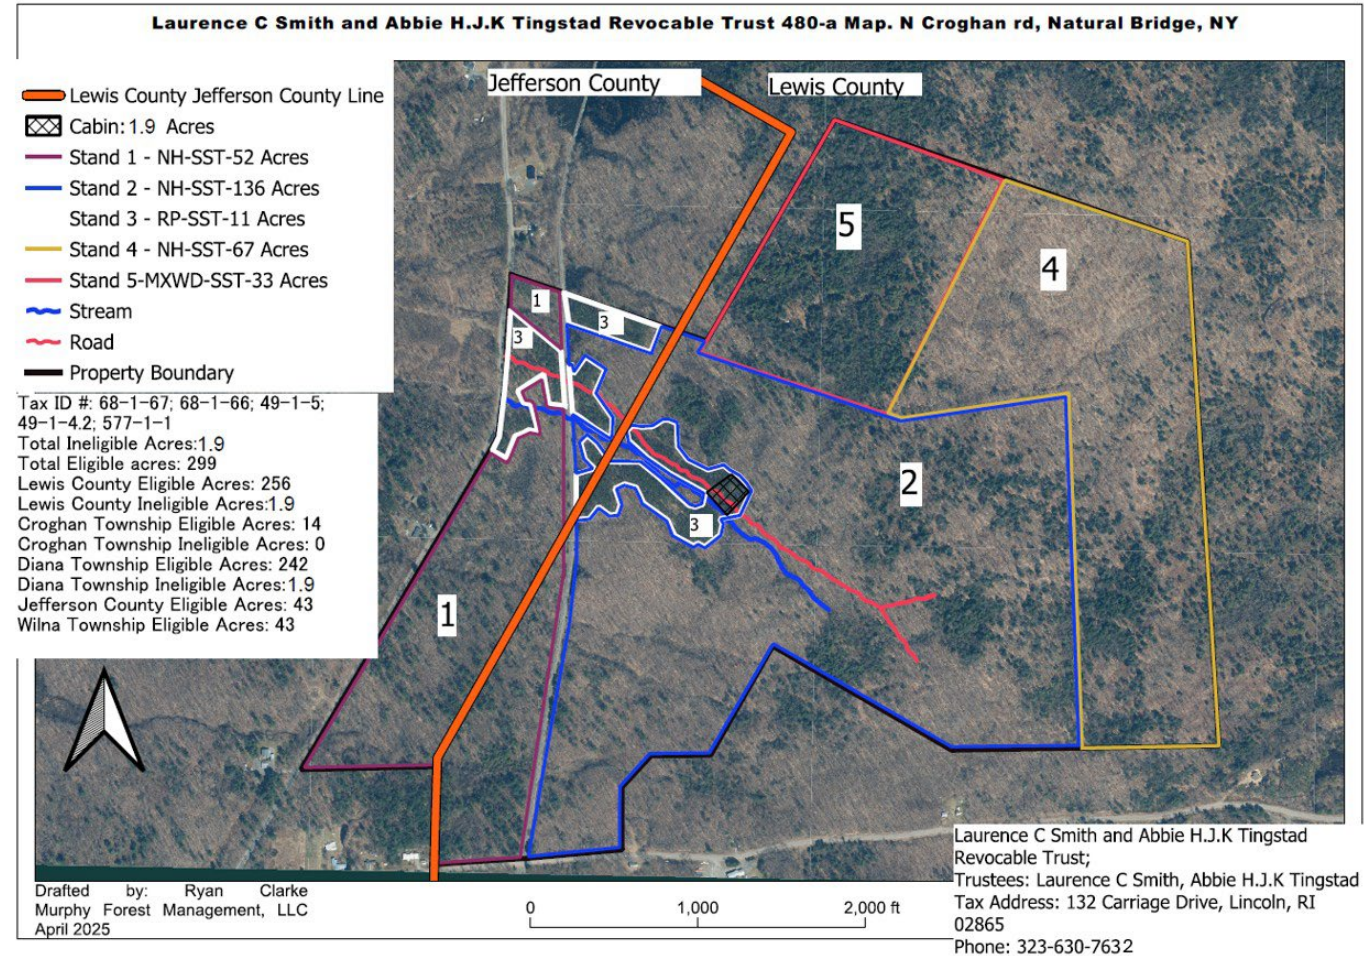 Laurence C Smith and Abbie H.J.K Tingstad Revocable Trust 480-a Map. N Croghan rd, Natural Bridge, NY
Jefferson County
Lewis County
Lewis County Jefferson County Line
Cabin: 1.9 Acres
Stand 1 - NH-SST-52 Acres
Stand 2 - NH-SST-136 Acres
Stand 3 - RP-SST-11 Acres
Stand 4 - NH-SST-67 Acres
Stand 5-MXWD-SST-33 Acres
Stream
Road
Property Boundary
Tax ID #: 68-1-67; 68-1-66; 49-1-5;
49-1-4.2; 577-1-1
Total Ineligible Acres:1.9
Total Eligible acres: 299
Lewis County Eligible Acres: 256
Lewis County Ineligible Acres:1.9
Croghan Township Eligible Acres: 14
Croghan Township Ineligible Acres: 0
Diana Township Eligible Acres: 242
Diana Township Ineligible Acres:1.9
Jefferson County Eligible Acres: 43
Wilna Township Eligible Acres: 43
5
4
1
3
3
2
3
1
Drafted by: Ryan Clarke
Murphy Forest Management, LLC
April 2025
0 1,000 2,000 ft
Laurence C Smith and Abbie H.J.K Tingstad
Revocable Trust;
Trustees: Laurence C Smith, Abbie H.J.K Tingstad
Tax Address: 132 Carriage Drive, Lincoln, RI
02865
Phone: 323-630-7632